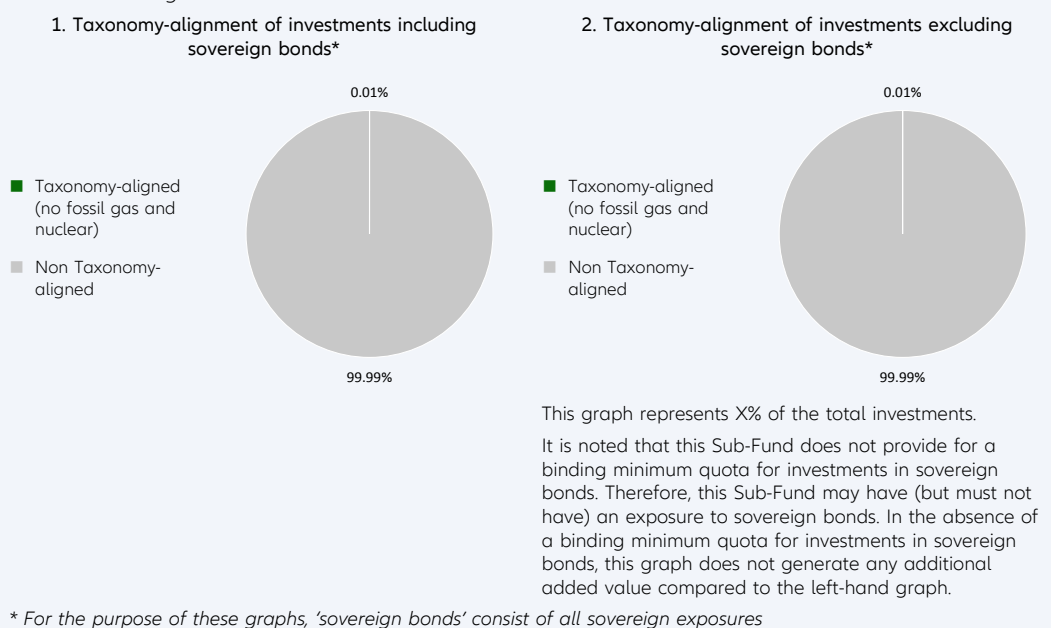 1. Taxonomy-alignment of investments including
sovereign bonds*
0.01%
Taxonomy-aligned
(no fossil gas and
nuclear)
Non Taxonomy-
aligned
99.99%
2. Taxonomy-alignment of investments excluding
sovereign bonds*
0.01%
Taxonomy-aligned
(no fossil gas and
nuclear)
Non Taxonomy-
aligned
99.99%
This graph represents X% of the total investments.
It is noted that this Sub-Fund does not provide for a
binding minimum quota for investments in sovereign
bonds. Therefore, this Sub-Fund may have (but must not
have) an exposure to sovereign bonds. In the absence of
a binding minimum quota for investments in sovereign
bonds, this graph does not generate any additional
added value compared to the left-hand graph.
* For the purpose of these graphs, ‘sovereign bonds’ consist of all sovereign exposures